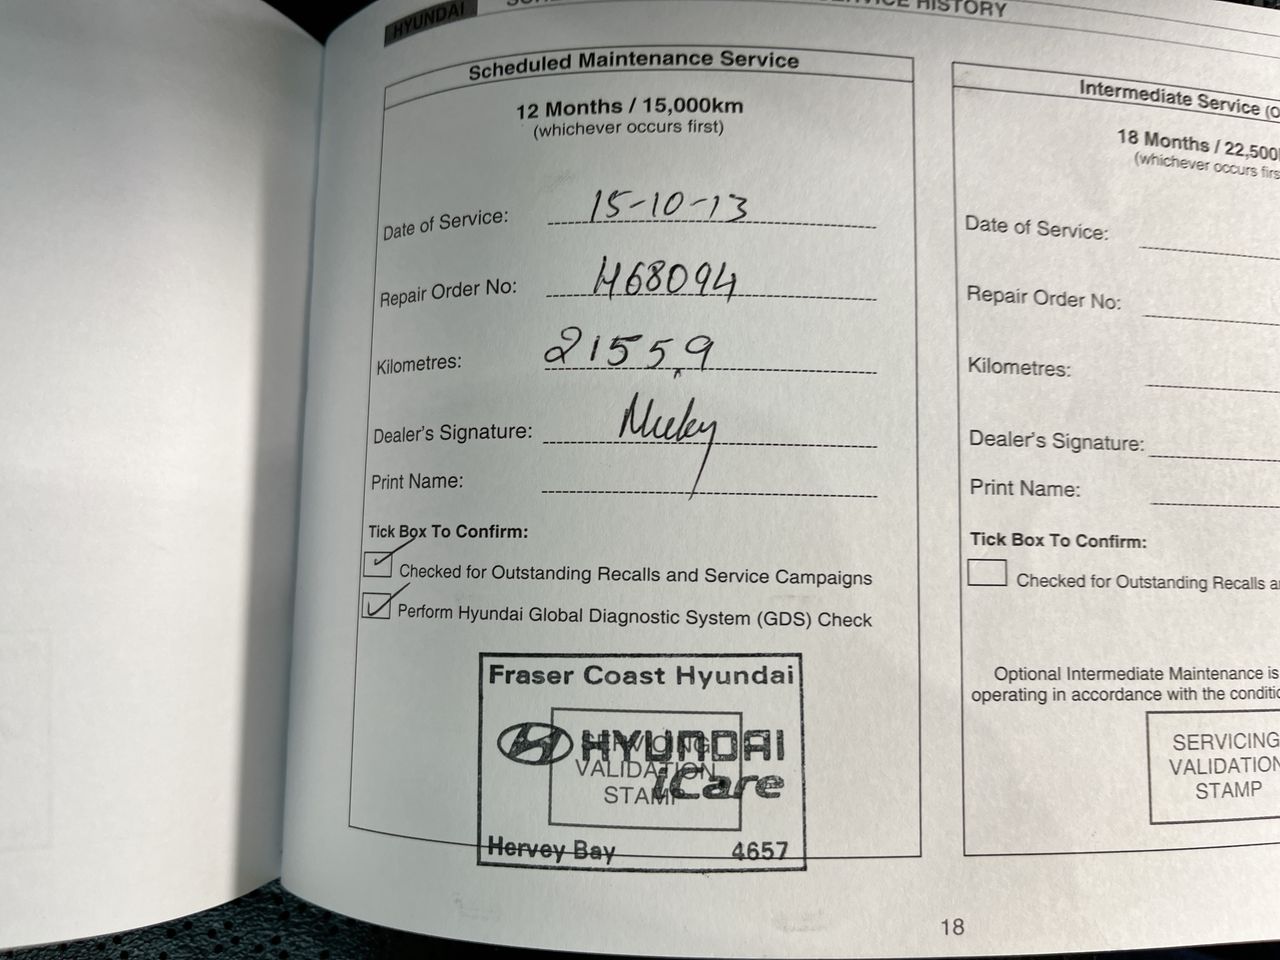 HYUNDAI
SERVICE HISTORY
Scheduled Maintenance Service
12 Months / 15,000km
(whichever occurs first)
Date of Service: 15-10-13
Repair Order No: H68094
Kilometres: 21559
Dealer's Signature:
Print Name:
Tick Box To Confirm:
Checked for Outstanding Recalls and Service Campaigns
Perform Hyundai Global Diagnostic System (GDS) Check
Fraser Coast Hyundai
HYUNDAI
iCare
SERVICING
VALIDATION
STAMP
Hervey Bay 4657
Intermediate Service (O
18 Months / 22,500
(whichever occurs firs
Date of Service:
Repair Order No:
Kilometres:
Dealer's Signature:
Print Name:
Tick Box To Confirm:
Checked for Outstanding Recalls a
Optional Intermediate Maintenance is
operating in accordance with the conditio
SERVICING
VALIDATION
STAMP
18